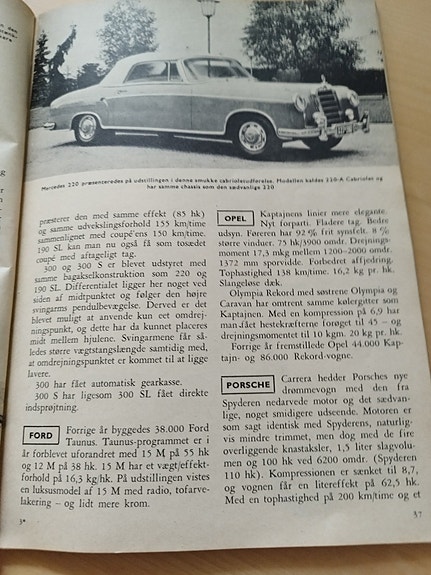 Mercedes 220 præsenteredes på udstillingen i denne smukke cabrioletudførelse. Modellen kaldes 220-A Cabriolet og
har samme chassis som den sædvanlige 220
præsterer den med samme effekt (85 hk)
og samme udvekslingsforhold 155 km/time
sammenlignet med coupé'ens 150 km/time.
190 SL kan man nu også få som tosædet
coupé med aftageligt tag.
300 og 300 S er blevet udstyret med
samme bagakselkonstruktion som 220 og
190 SL. Differentialet ligger her noget ved
siden af midtpunktet og følger den højre
svingarms pendulbevægelse. Derved er det
blevet muligt at anvende kun eet omdrej-
ningspunkt, og dette har da kunnet placeres
midt mellem hjulene. Svingarmene får så-
ledes større vægtstangslængde samtidig med,
at omdrejningspunktet er kommet til at ligge
lavere.
300 har fået automatisk gearkasse.
300 S har ligesom 300 SL fået direkte
indsprøjtning.
FORD Forrige år byggedes 38.000 Ford
Taunus. Taunus-programmet er i
år forblevet uforandret med 15 M på 55 hk
og 12 M på 38 hk. 15 M har et vægt/effekt-
forhold på 16,3 kg/hk. På udstillingen vistes
en luksusmodel af 15 M med radio, tofarve-
lakering – og lidt mere krom.
3*
OPEL Kaptajnens linier mere elegante.
Nyt forparti. Fladere tag. Bedre
udsyn. Føreren har 92 % frit synsfelt. 8 %
større vinduer. 75 hk/3900 omdr. Drejnings-
moment 17,3 mkg mellem 1200–2000 omdr.
1372 mm sporvidde. Forbedret affjedring.
Tophastighed 138 km/time. 16,2 kg pr. hk.
Slangeløse dæk.
Olympia Rekord med søstrene Olympia og
Caravan har omtrent samme kølergitter som
Kaptajnen. Med en kompression på 6,9 har
man fået hestekræfterne forøget til 45 – og
drejningsmomentet til 10 kgm. 20 kg pr. hk.
Forrige år fremstillede Opel 44.000 Kap-
tajn- og 86.000 Rekord-vogne.
PORSCHE Carrera hedder Porsches nye
drømmevogn med den fra
Spyderen nedarvede motor og det sædvan-
lige, noget smidigere udseende. Motoren er
som sagt identisk med Spyderens, naturlig-
vis mindre trimmet, men dog med de fire
overliggende knastaksler, 1,5 liter slagvolu-
men og 100 hk ved 6200 omdr. (Spyderen
110 hk). Kompressionen er sænket til 8,7,
og vognen får en litereffekt på 62,5 hk.
Med en tophastighed på 200 km/time og et
37